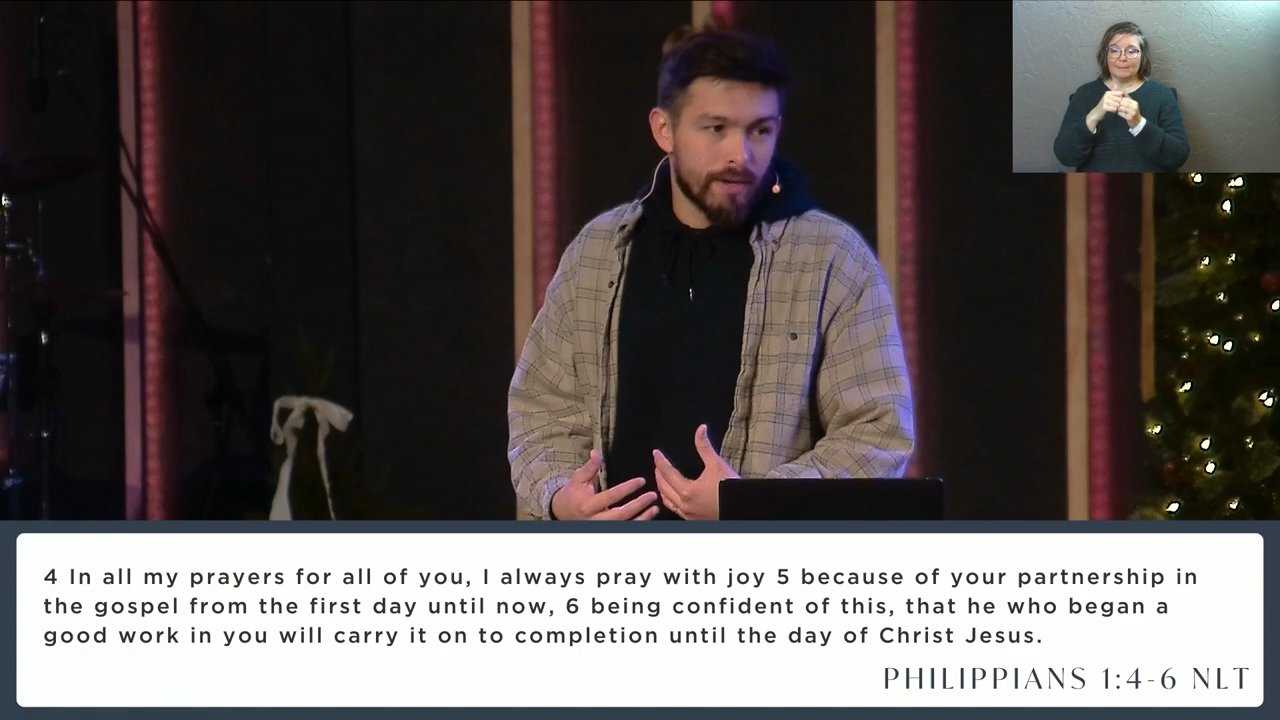 4 In all my prayers for all of you, I always pray with joy 5 because of your partnership in
the gospel from the first day until now, 6 being confident of this, that he who began a
good work in you will carry it on to completion until the day of Christ Jesus.
PHILIPPIANS 1:4-6 NLT